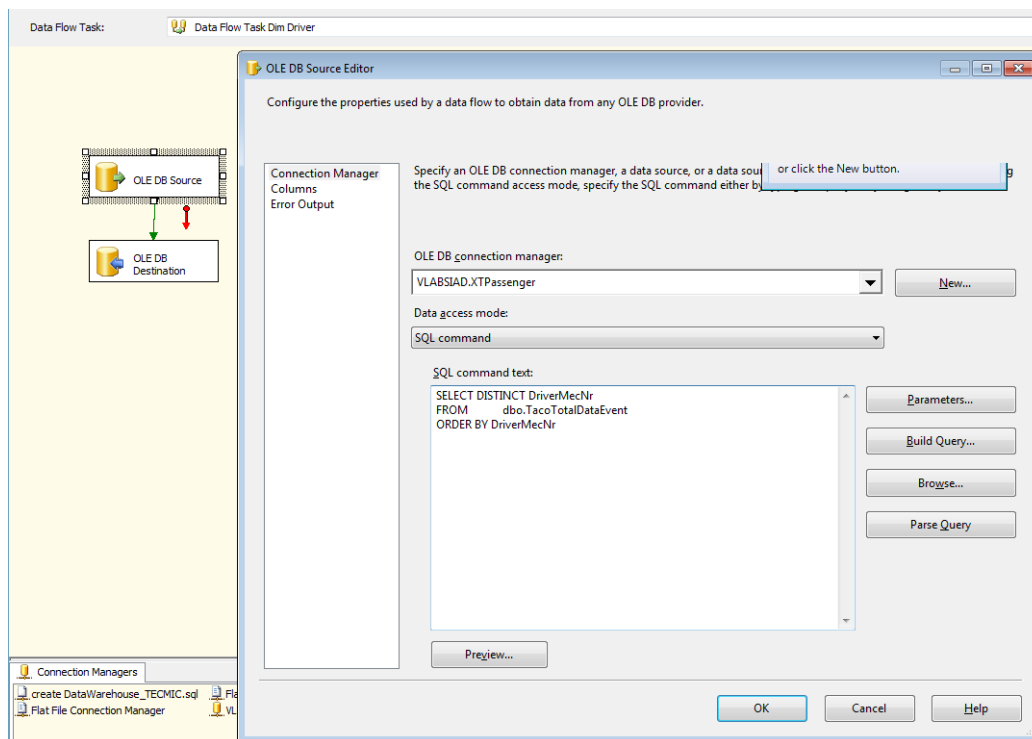 Data Flow Task:
Data Flow Task Dim Driver
OLE DB Source Editor
Configure the properties used by a data flow to obtain data from any OLE DB provider.
OLE DB Source
OLE DB
Destination
Connection Manager
Columns
Error Output
Specify an OLE DB connection manager, a data source, or a data
the SQL command access mode, specify the SQL command either
or click the New button.
OLE DB connection manager:
VLABSIAD.XTPassenger
New...
Data access mode:
SQL command
SQL command text:
SELECT DISTINCT DriverMecNr
FROM dbo.TacoTotalDataEvent
ORDER BY DriverMecNr
Parameters...
Build Query...
Browse...
Parse Query
Preview...
Connection Managers
create DataWarehouse_TECMIC.sql
Flat File Connection Manager
OK
Cancel
Help